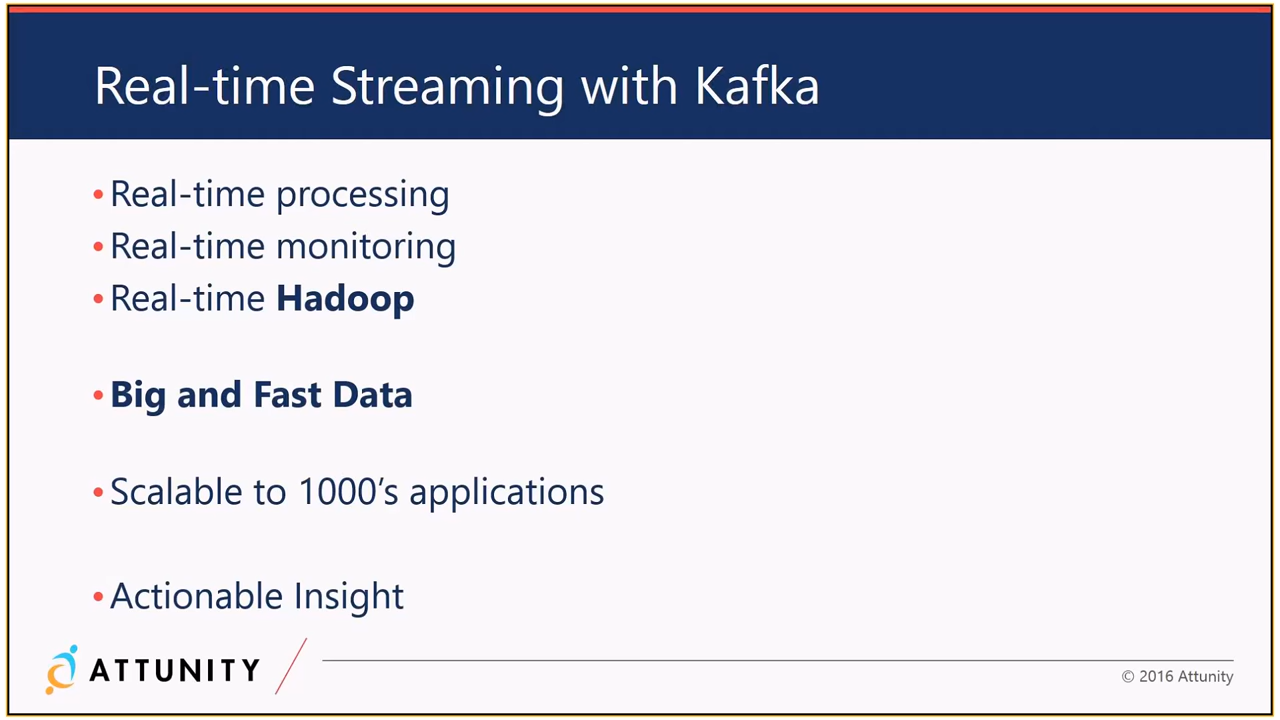 Real-time Streaming with Kafka
•Real-time processing
•Real-time monitoring
•Real-time Hadoop
•Big and Fast Data
•Scalable to 1000’s applications
•Actionable Insight
ATTUNITY
© 2016 Attunity